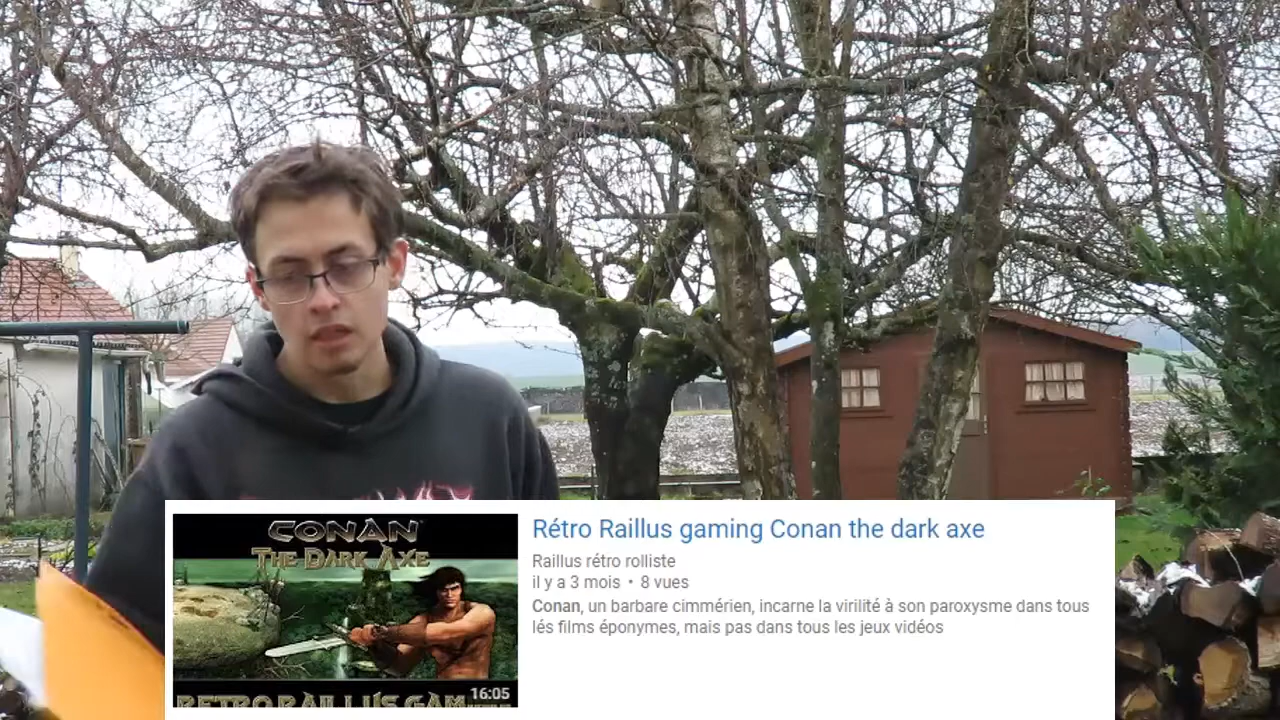 CONAN
THE DARK AXE
RETRO RAILLUS GAM
16:05
Rétro Raillus gaming Conan the dark axe
Raillus rétro rolliste
il y a 3 mois • 8 vues
Conan, un barbare cimmérien, incarne la virilité à son paroxysme dans tous
lés films éponymes, mais pas dans tous les jeux vidéos